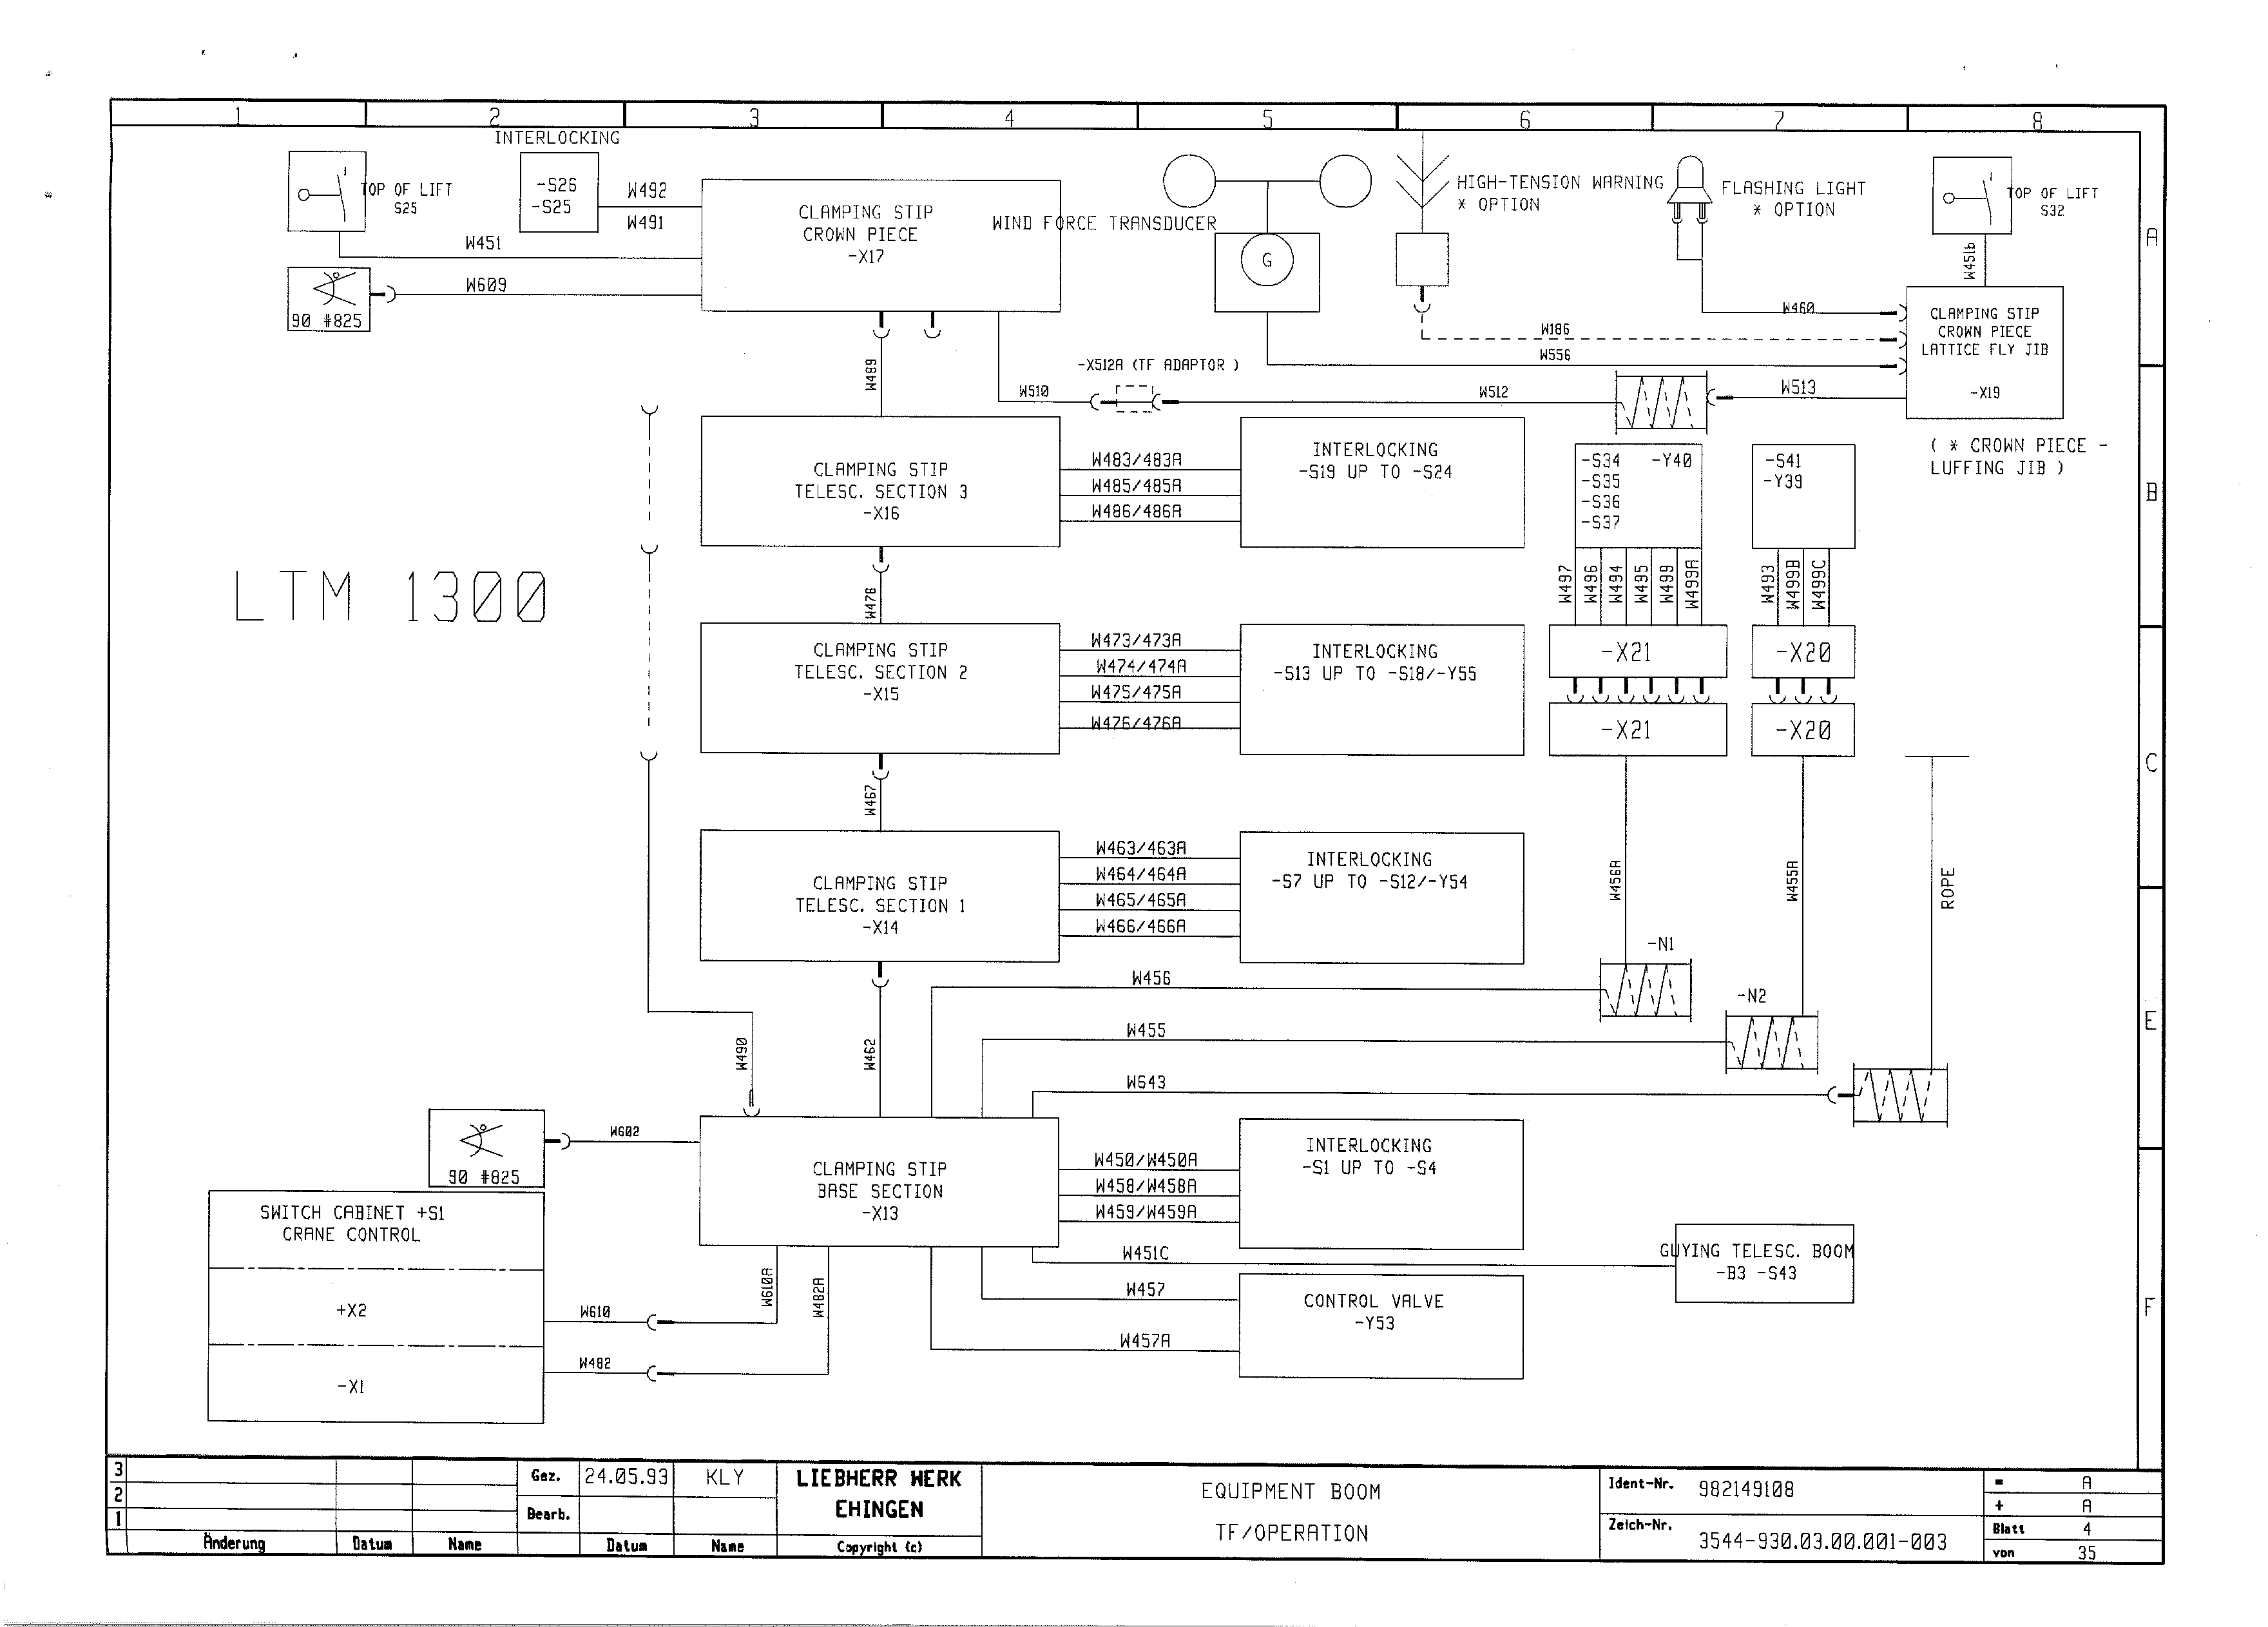 1 2 3 4 5 6 7 8
INTERLOCKING
TOP OF LIFT
S25
-S26
-S25
W492
W491
W451
W609
90 #825
CLAMPING STIP
CROWN PIECE
-X17
WIND FORCE TRANSDUCER
G
HIGH-TENSION WARNING
* OPTION
FLASHING LIGHT
* OPTION
TOP OF LIFT
S32
W451b
A
W460
W186
W556
CLAMPING STIP
CROWN PIECE
LATTICE FLY JIB
-X19
W489
-X512A (TF ADAPTOR )
W510
W512
W513
( * CROWN PIECE -
LUFFING JIB )
CLAMPING STIP
TELESC. SECTION 3
-X16
W483/483A
W485/485A
W486/486A
INTERLOCKING
-S19 UP TO -S24
-S34 -Y40
-S35
-S36
-S37
-S41
-Y39
B
LTM 1300
W478
W497
W496
W494
W495
W499
W499A
W493
W499B
W499C
CLAMPING STIP
TELESC. SECTION 2
-X15
W473/473A
W474/474A
W475/475A
W476/476A
INTERLOCKING
-S13 UP TO -S18/-Y55
-X21
-X20
-X21
-X20
C
W467
CLAMPING STIP
TELESC. SECTION 1
-X14
W463/463A
W464/464A
W465/465A
W466/466A
INTERLOCKING
-S7 UP TO -S12/-Y54
W456A
W455A
ROPE
-N1
W456
-N2
W455
W643
E
W490
W462
90 #825
W602
CLAMPING STIP
BASE SECTION
-X13
W450/W450A
W458/W458A
W459/W459A
INTERLOCKING
-S1 UP TO -S4
SWITCH CABINET +S1
CRANE CONTROL
+X2
-X1
W610
W482
W610A
W482A
W451C
W457
W457A
GUYING TELESC. BOOM
-B3 -S43
CONTROL VALVE
-Y53
F
3
2
1
Änderung
Datum
Name
Gez.
24.05.93
KLY
Bearb.
Datum
Name
LIEBHERR WERK
EHINGEN
Copyright (c)
EQUIPMENT BOOM
TF/OPERATION
Ident-Nr. 982149108
Zeich-Nr. 3544-930.03.00.001-003
= A
+ A
Blatt 4
von 35